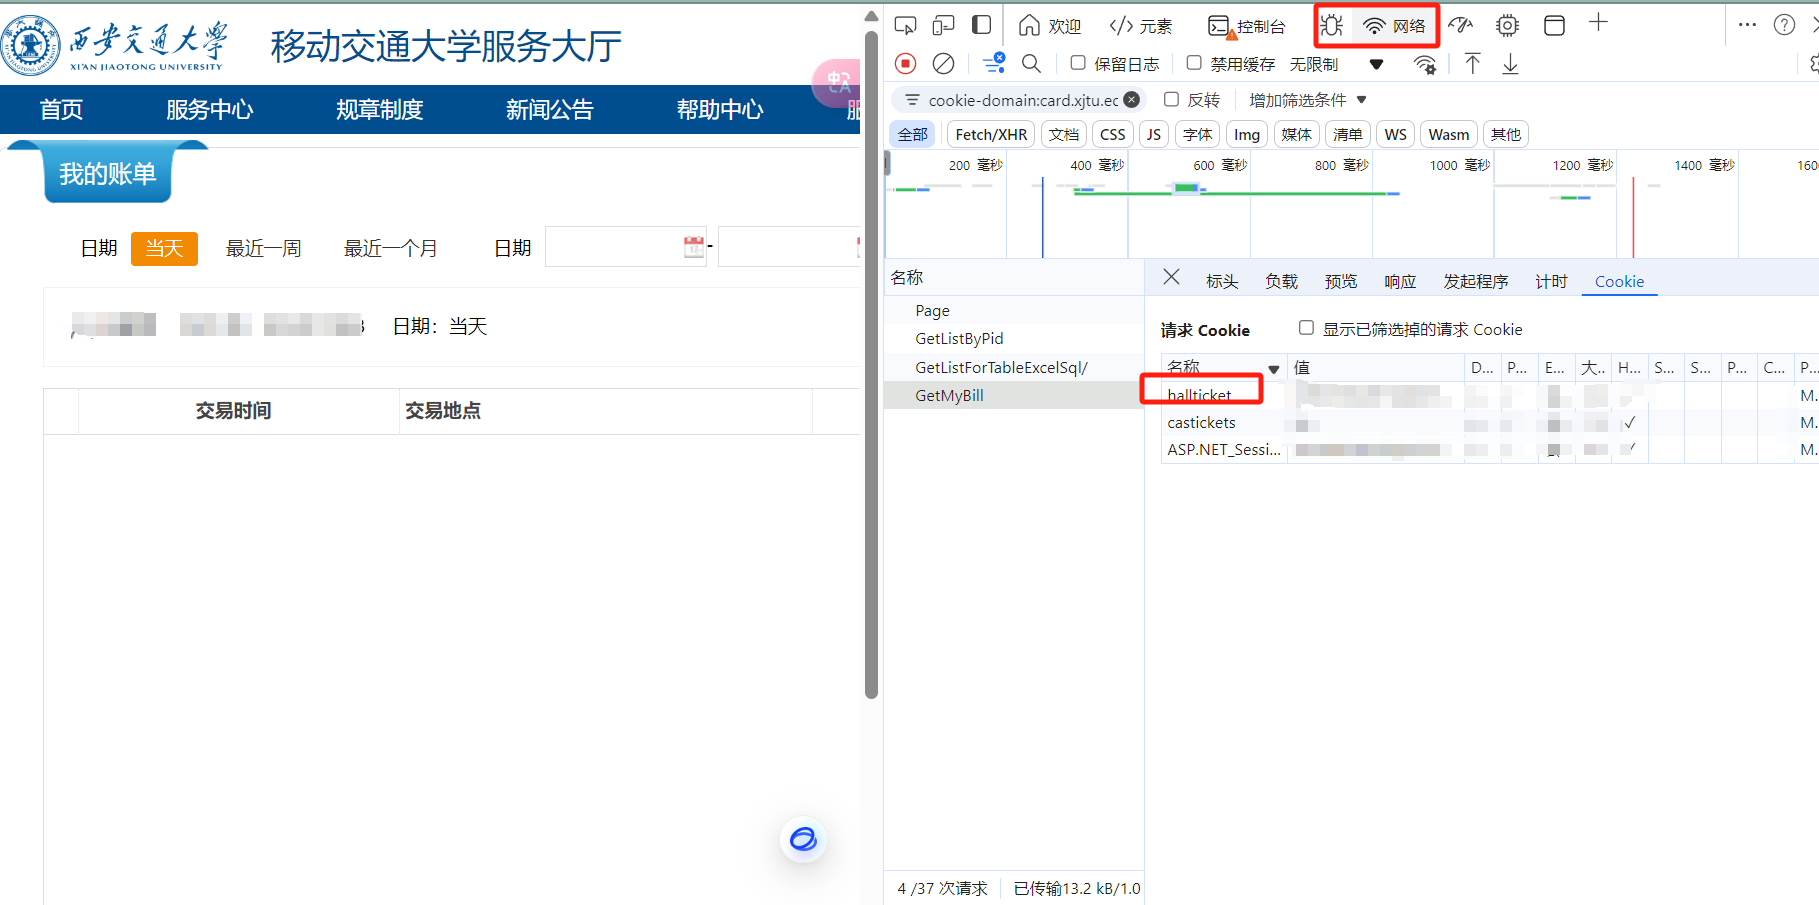 西安交通大學
XI'AN JIAOTONG UNIVERSITY
移动交通大学服务大厅
首页
服务中心
规章制度
新闻公告
帮助中心
服
我的账单
日期
当天
最近一周
最近一个月
日期
-
日期：当天
交易时间
交易地点
欢迎
元素
控制台
网络
保留日志
禁用缓存
无限制
cookie-domain:card.xjtu.ec
反转
增加筛选条件
全部
Fetch/XHR
文档
CSS
JS
字体
Img
媒体
清单
WS
Wasm
其他
200 毫秒
400 毫秒
600 毫秒
800 毫秒
1000 毫秒
1200 毫秒
1400 毫秒
160
名称
Page
GetListByPid
GetListForTableExcelSql/
GetMyBill
标头
负载
预览
响应
发起程序
计时
Cookie
请求 Cookie
显示已筛选掉的请求 Cookie
名称
值
D...
P...
E...
大..
H...
S...
S...
P...
C...
P...
hallticket
M.
castickets
✓
M.
ASP.NET_Sessi...
✓
M.
4 /37 次请求
已传输13.2 kB/1.0